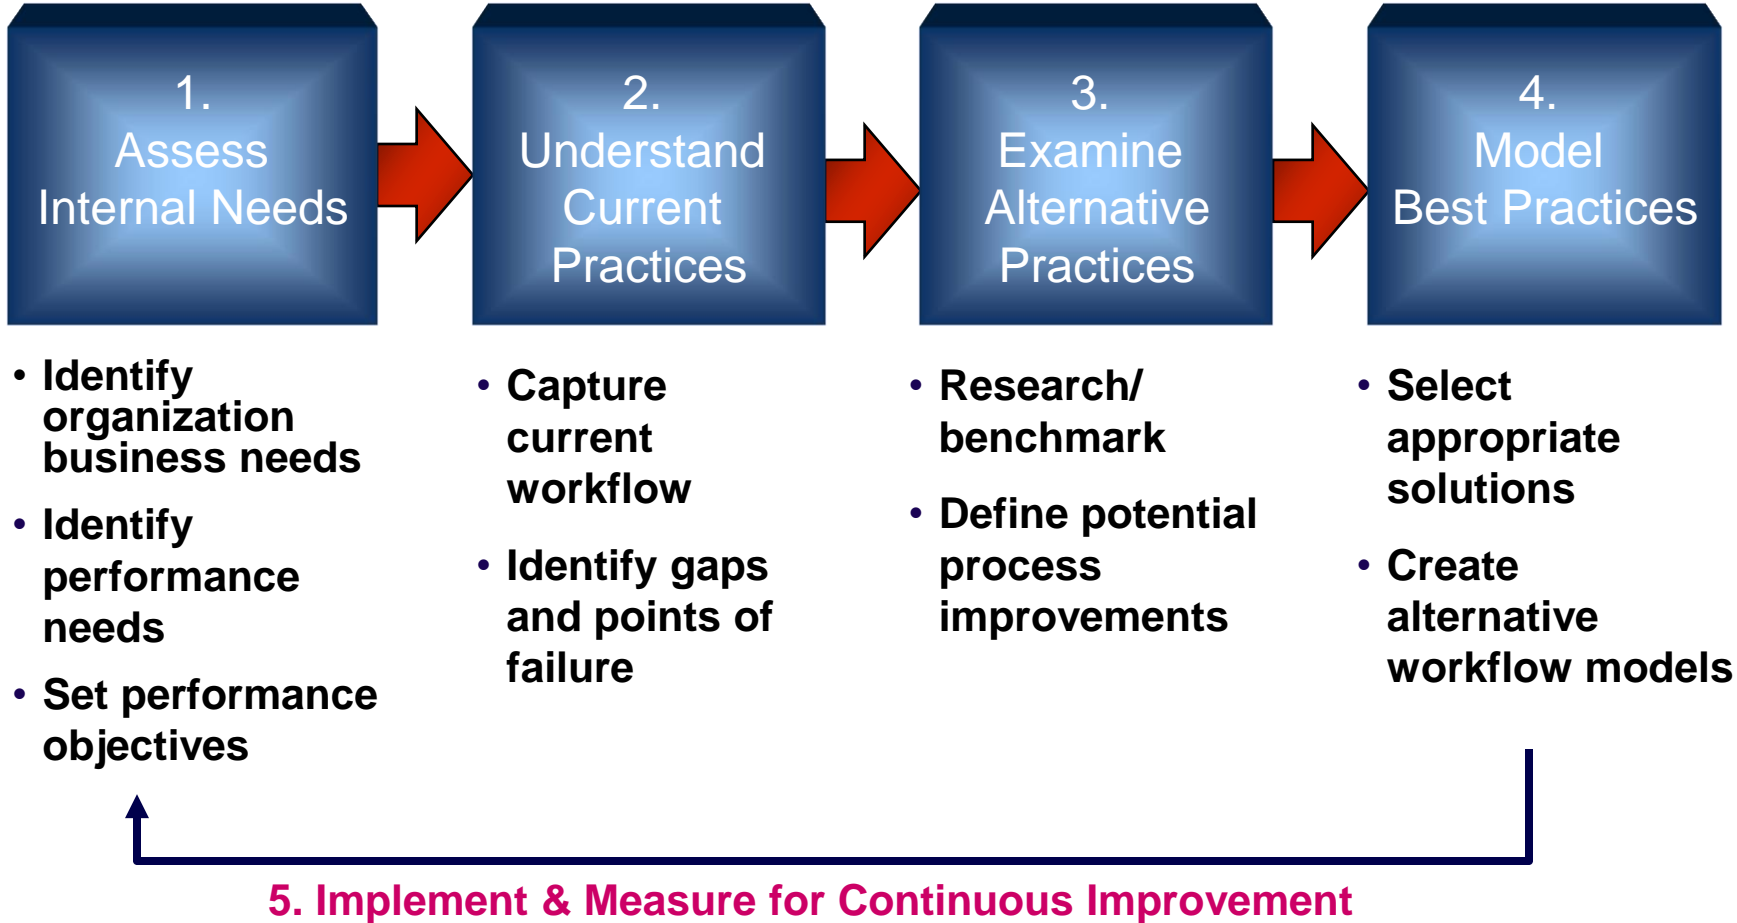 1.
Assess
Internal Needs
2.
Understand
Current
Practices
3.
Examine
Alternative
Practices
4.
Model
Best Practices
• Identify
organization
business needs
• Identify
performance
needs
• Set performance
objectives
• Capture
current
workflow
• Identify gaps
and points of
failure
• Research/
benchmark
• Define potential
process
improvements
• Select
appropriate
solutions
• Create
alternative
workflow models
5. Implement & Measure for Continuous Improvement